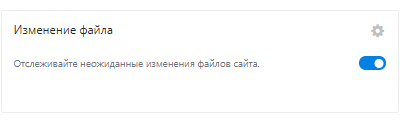 Изменение файла
Отслеживайте неожиданные изменения файлов сайта.